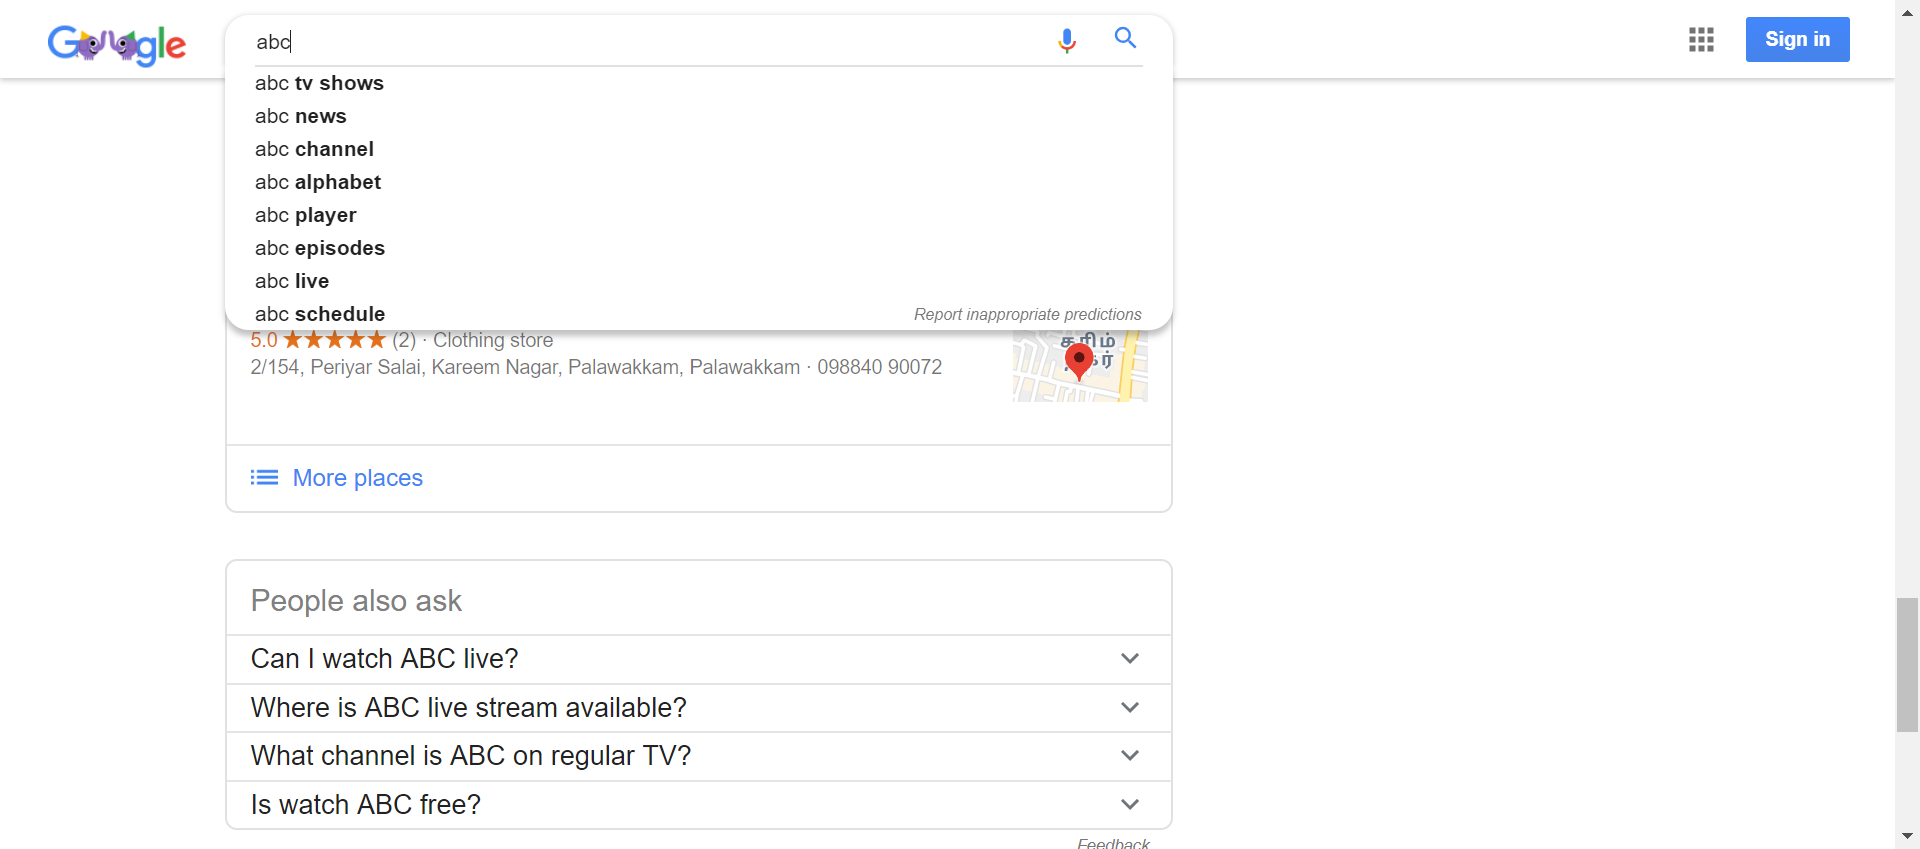 Google
abc
Sign in
abc tv shows
abc news
abc channel
abc alphabet
abc player
abc episodes
abc live
abc schedule
Report inappropriate predictions
5.0 ★★★★★ (2) · Clothing store
2/154, Periyar Salai, Kareem Nagar, Palawakkam, Palawakkam · 098840 90072
More places
People also ask
Can I watch ABC live?
Where is ABC live stream available?
What channel is ABC on regular TV?
Is watch ABC free?
Feedback